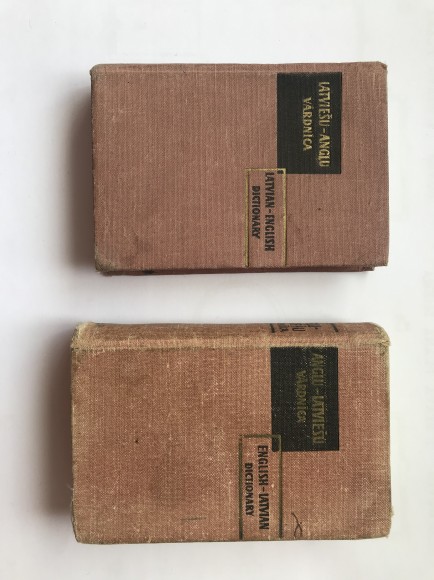 LATVIEŠU-ANGĻU
VĀRDNĪCA
LATVIAN-ENGLISH
DICTIONARY
ANGĻU-LATVIEŠU
VĀRDNĪCA
ENGLISH-LATVIAN
DICTIONARY